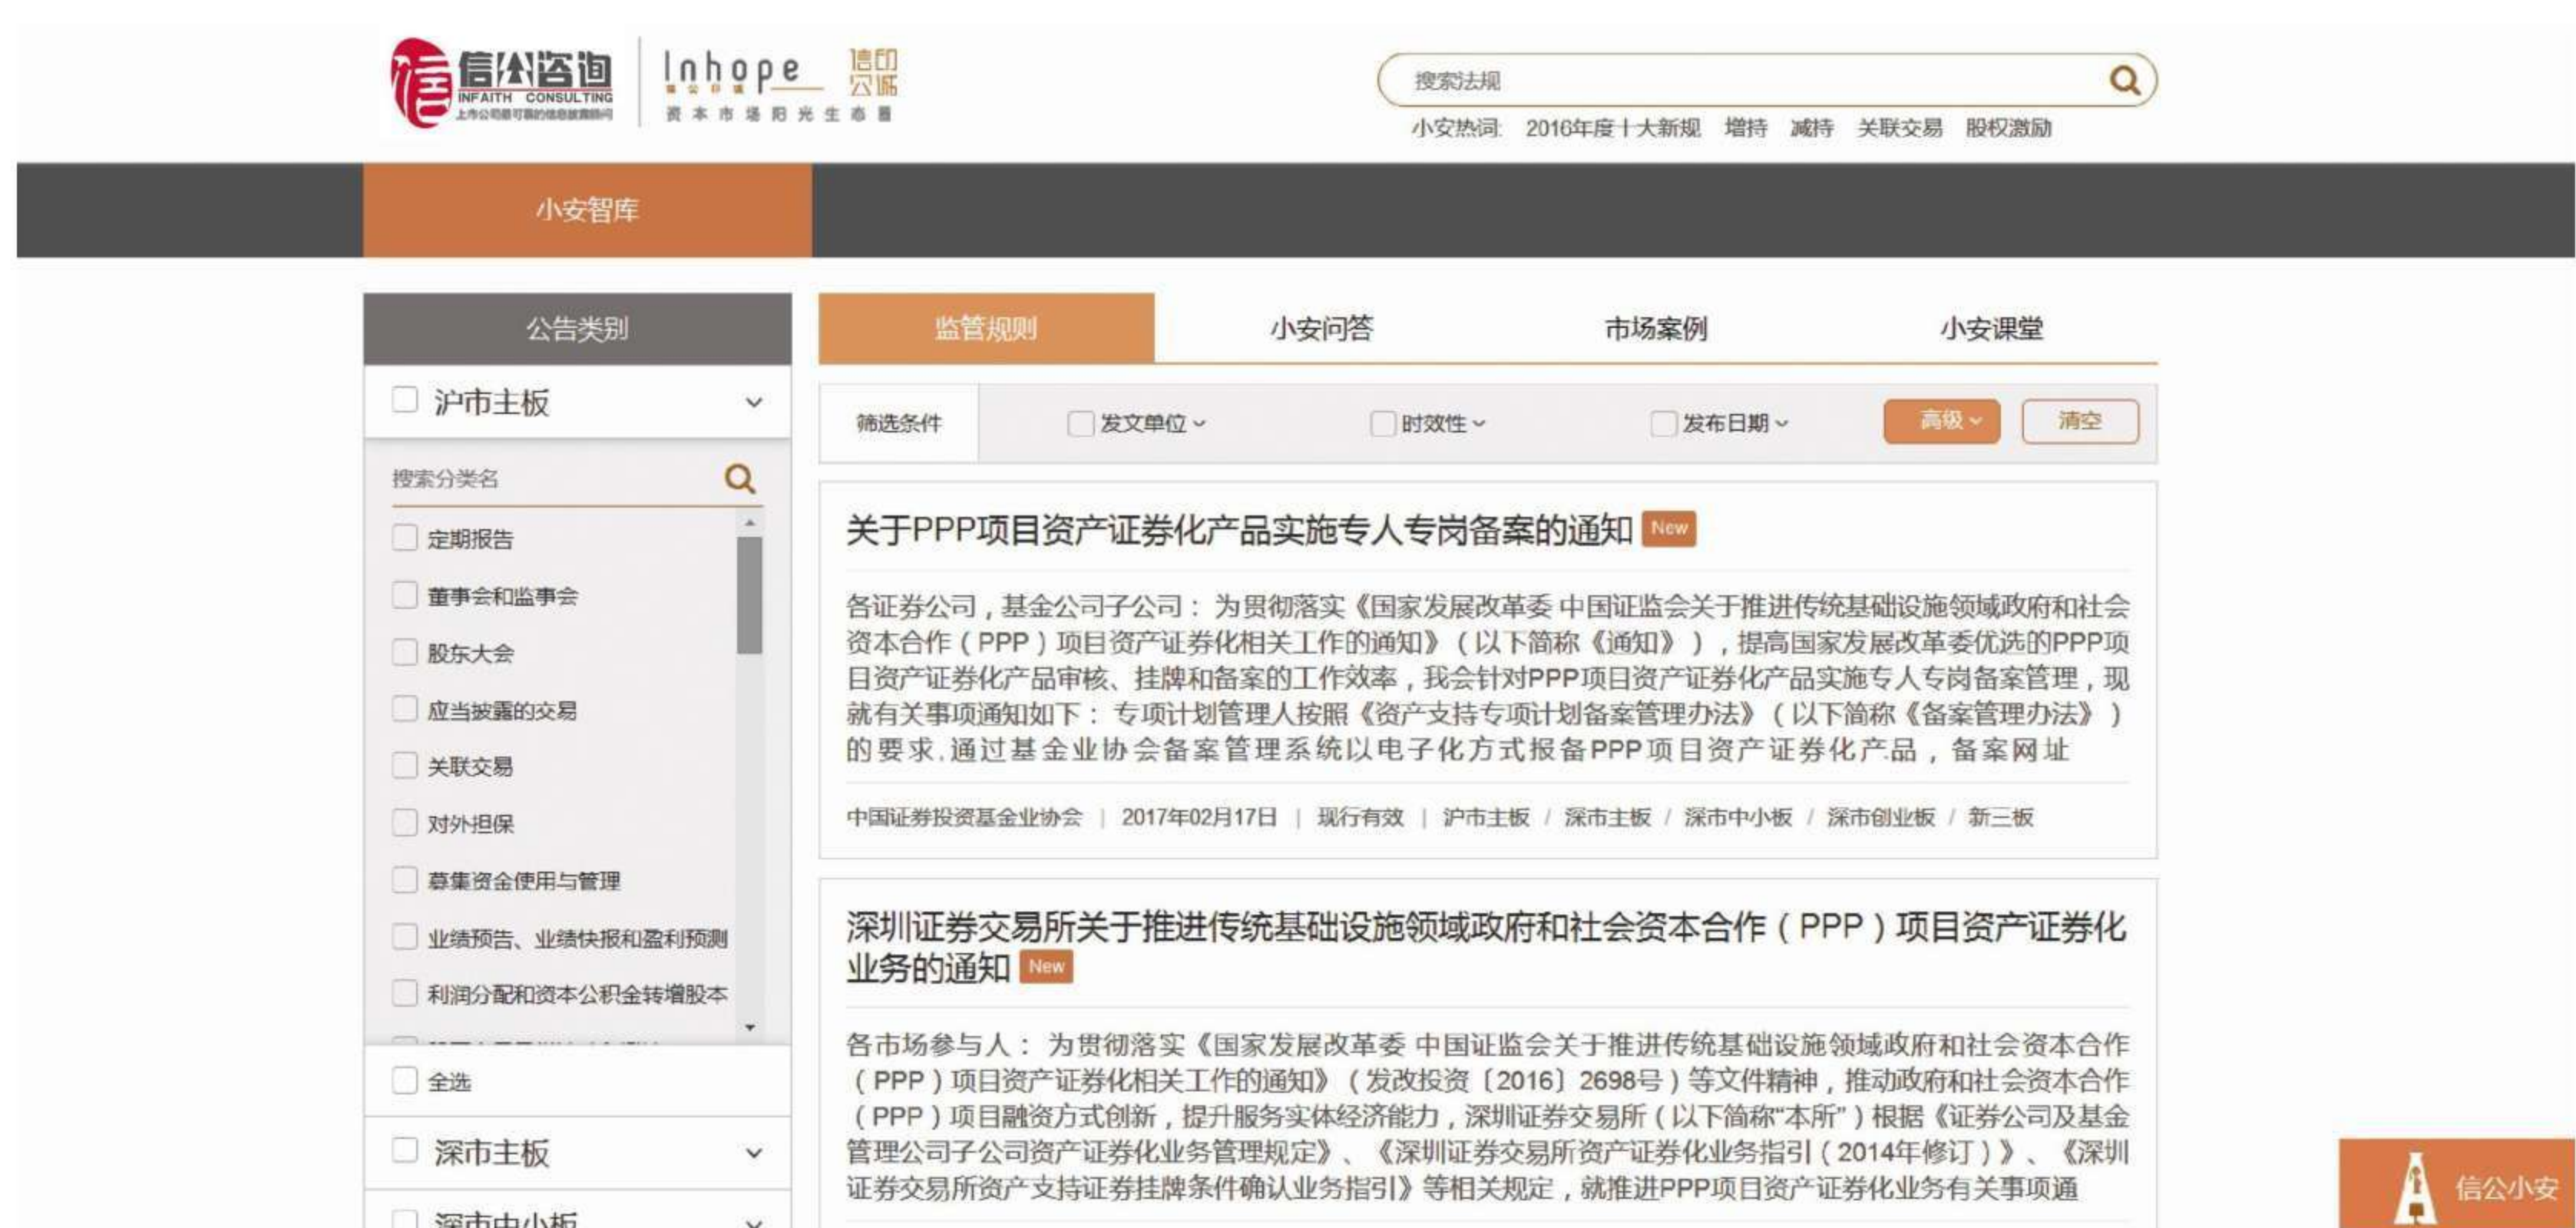 信公咨询
INFAITH CONSULTING
上市公司最可靠的信息披露顾问
Inhope
信公印诚
资本市场阳光生态圈
信印
公诚
搜索法规
小安热词: 2016年度十大新规 增持 减持 关联交易 股权激励
小安智库
公告类别
沪市主板
搜索分类名
定期报告
董事会和监事会
股东大会
应当披露的交易
关联交易
对外担保
募集资金使用与管理
业绩预告、业绩快报和盈利预测
利润分配和资本公积金转增股本
全选
深市主板
深市中小板
监管规则 小安问答 市场案例 小安课堂
筛选条件 发文单位 时效性 发布日期 高级 清空
关于PPP项目资产证券化产品实施专人专岗备案的通知 New
各证券公司，基金公司子公司： 为贯彻落实《国家发展改革委 中国证监会关于推进传统基础设施领域政府和社会
资本合作（PPP）项目资产证券化相关工作的通知》（以下简称《通知》），提高国家发展改革委优选的PPP项
目资产证券化产品审核、挂牌和备案的工作效率，我会针对PPP项目资产证券化产品实施专人专岗备案管理，现
就有关事项通知如下： 专项计划管理人按照《资产支持专项计划备案管理办法》（以下简称《备案管理办法》）
的要求,通过基金业协会备案管理系统以电子化方式报备PPP项目资产证券化产品，备案网址
中国证券投资基金业协会 | 2017年02月17日 | 现行有效 | 沪市主板 / 深市主板 / 深市中小板 / 深市创业板 / 新三板
深圳证券交易所关于推进传统基础设施领域政府和社会资本合作（PPP）项目资产证券化
业务的通知 New
各市场参与人： 为贯彻落实《国家发展改革委 中国证监会关于推进传统基础设施领域政府和社会资本合作
（PPP）项目资产证券化相关工作的通知》（发改投资〔2016〕2698号）等文件精神，推动政府和社会资本合作
（PPP）项目融资方式创新，提升服务实体经济能力，深圳证券交易所（以下简称“本所”）根据《证券公司及基金
管理公司子公司资产证券化业务管理规定》、《深圳证券交易所资产证券化业务指引（2014年修订）》、《深圳
证券交易所资产支持证券挂牌条件确认业务指引》等相关规定，就推进PPP项目资产证券化业务有关事项通
信公小安